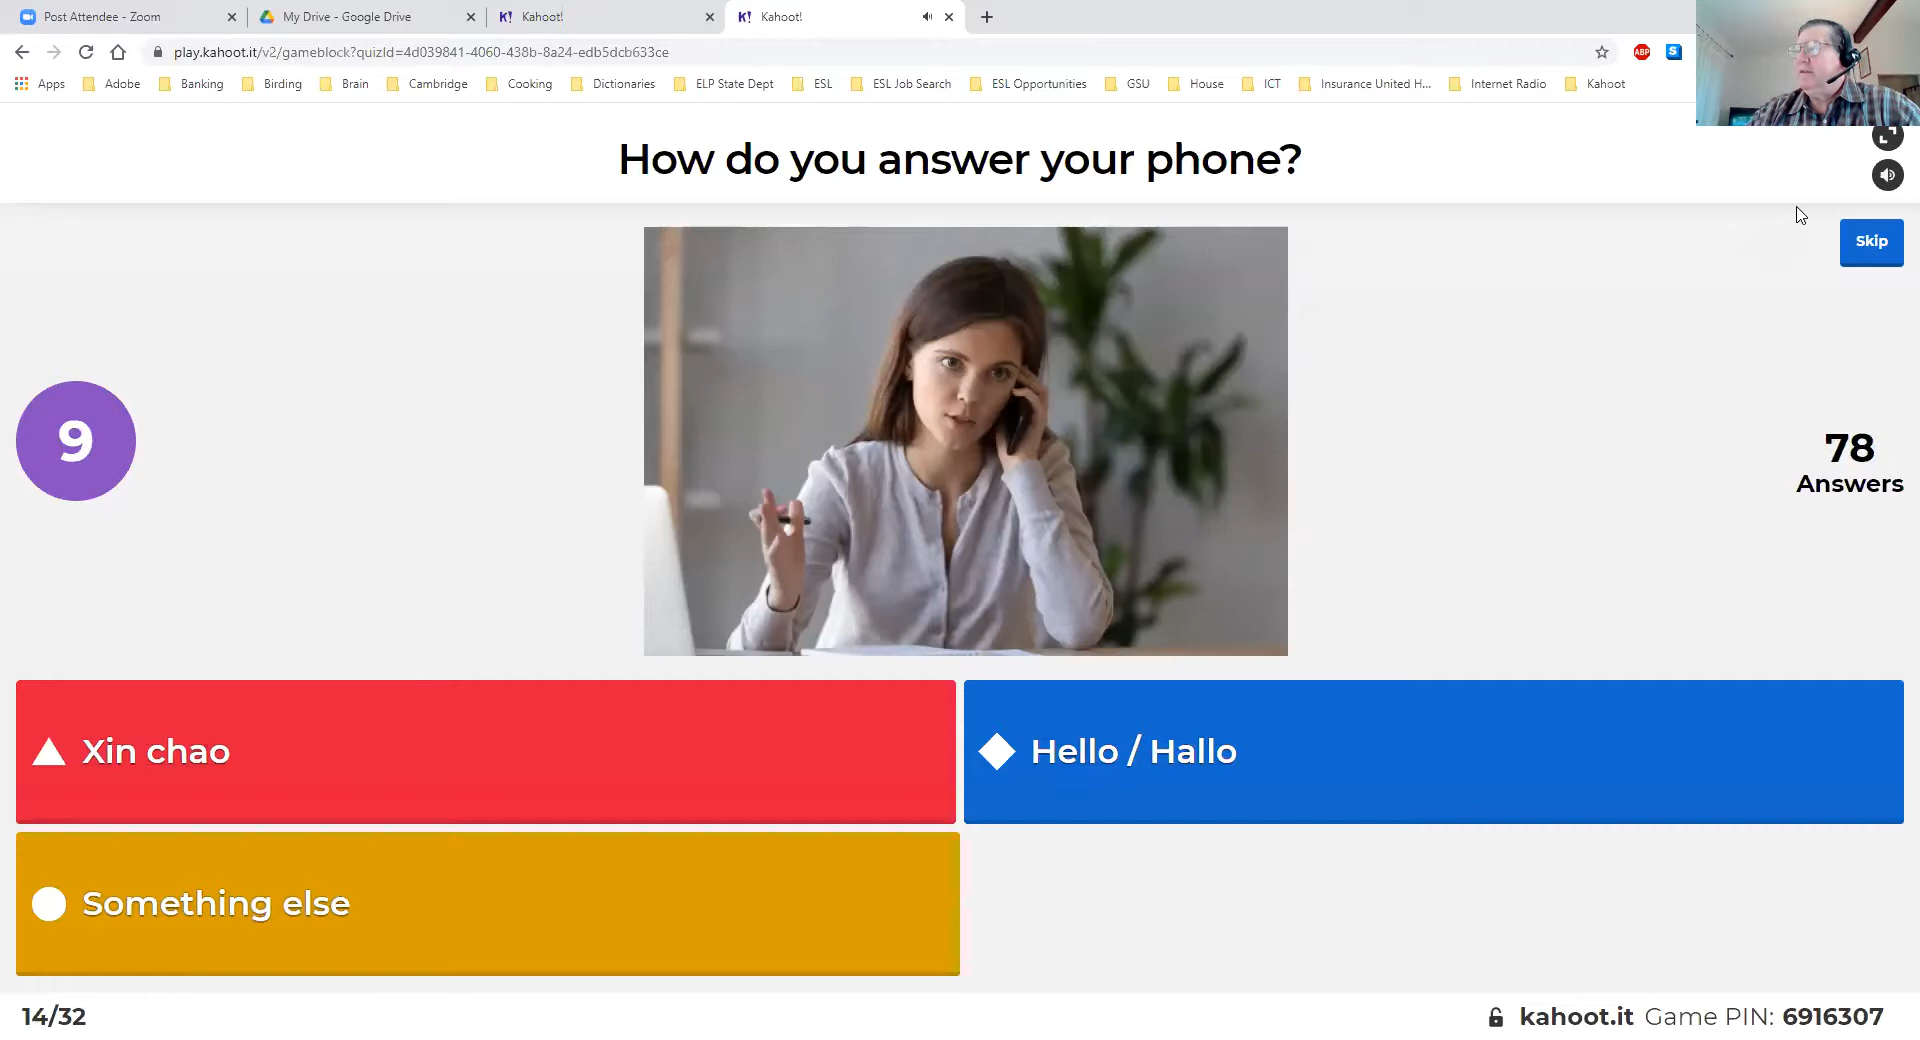 Post Attendee - Zoom
My Drive - Google Drive
K! Kahoot!
K! Kahoot!
play.kahoot.it/v2/gameblock?quizId=4d039841-4060-438b-8a24-edb5dcb633ce
ABP
S
Apps Adobe Banking Birding Brain Cambridge Cooking Dictionaries ELP State Dept ESL ESL Job Search ESL Opportunities GSU House ICT Insurance United H... Internet Radio Kahoot
How do you answer your phone?
Skip
9
78
Answers
Xin chao
Hello / Hallo
Something else
14/32
kahoot.it Game PIN: 6916307